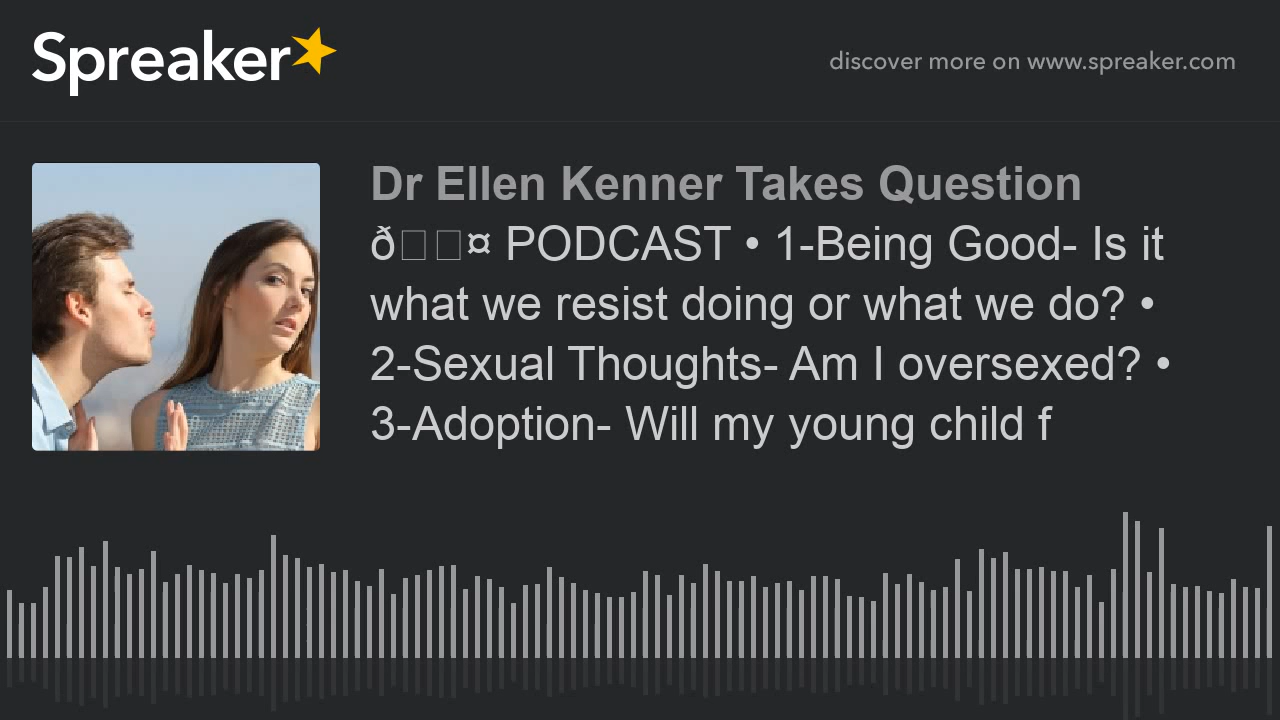 Spreaker
discover more on www.spreaker.com
Dr Ellen Kenner Takes Question
ð□□¤ PODCAST • 1-Being Good- Is it
what we resist doing or what we do? •
2-Sexual Thoughts- Am I oversexed? •
3-Adoption- Will my young child f